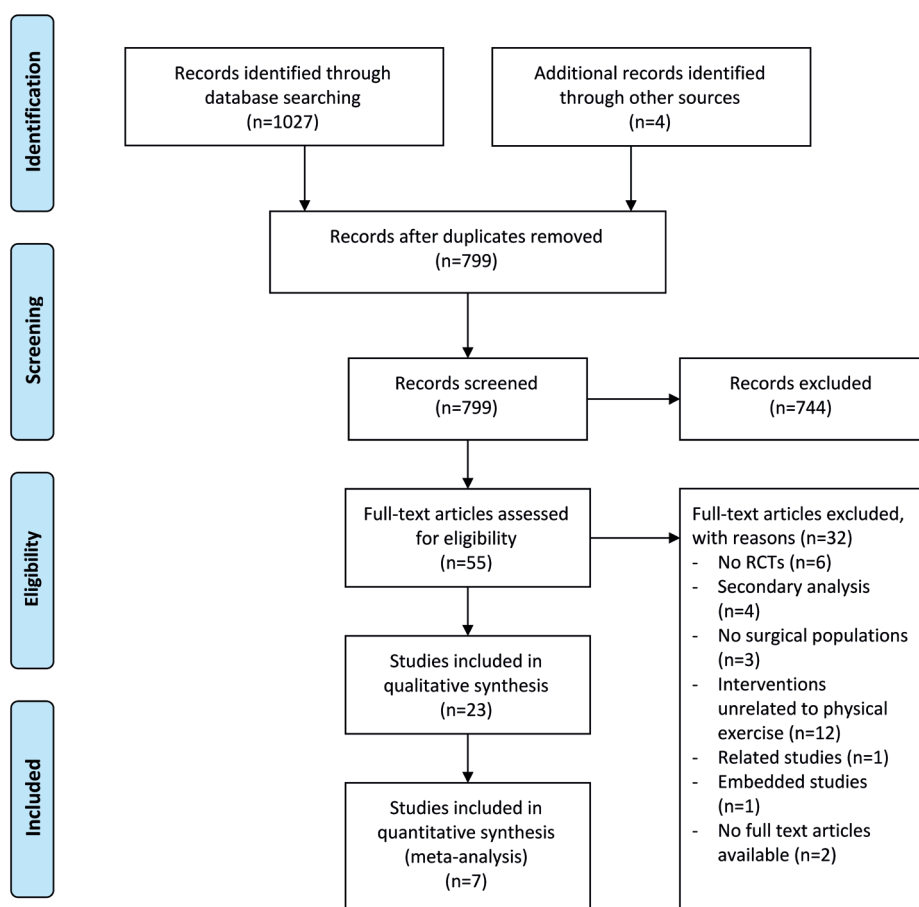 Identification
Records identified through
database searching
(n=1027)
Additional records identified
through other sources
(n=4)
Records after duplicates removed
(n=799)
Screening
Records screened
(n=799)
Records excluded
(n=744)
Eligibility
Full-text articles assessed
for eligibility
(n=55)
Full-text articles excluded,
with reasons (n=32)
- No RCTs (n=6)
- Secondary analysis
(n=4)
- No surgical populations
(n=3)
- Interventions
unrelated to physical
exercise (n=12)
- Related studies (n=1)
- Embedded studies
(n=1)
- No full text articles
available (n=2)
Studies included in
qualitative synthesis
(n=23)
Included
Studies included in
quantitative synthesis
(meta-analysis)
(n=7)